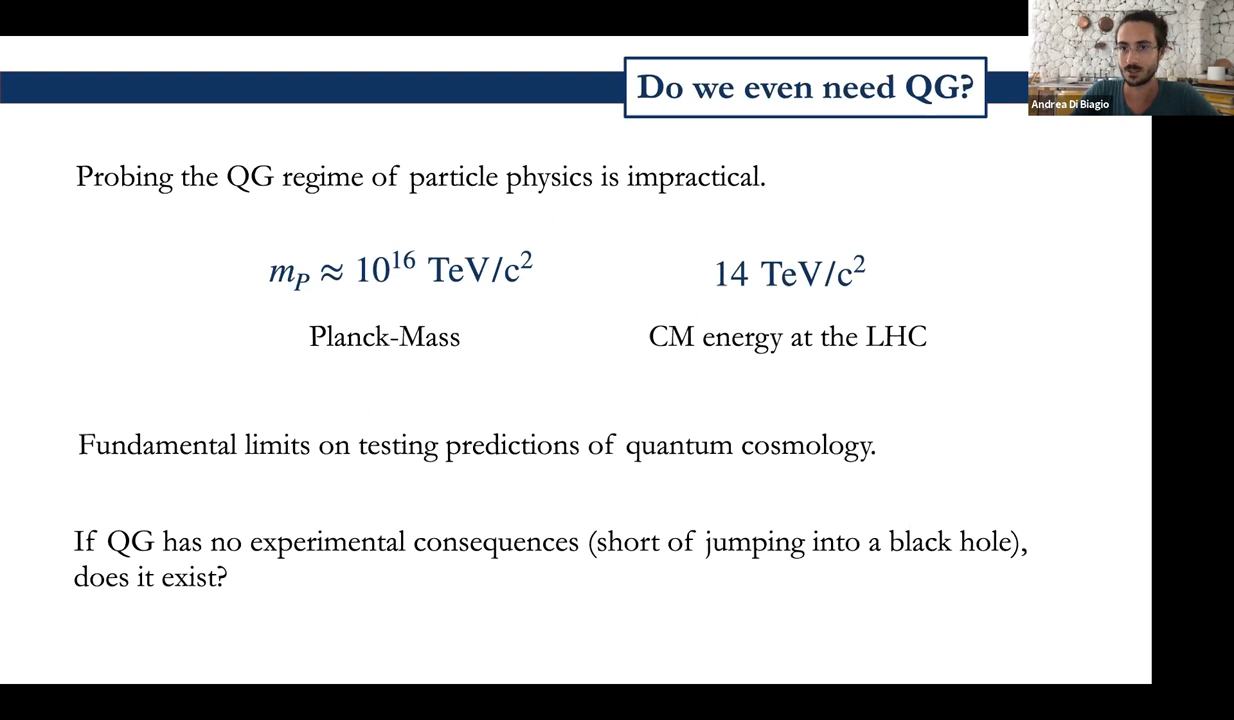 Do we even need QG?
Andrea Di Biagio
Probing the QG regime of particle physics is impractical.
m_P ≈ 10^16 TeV/c^2
14 TeV/c^2
Planck-Mass
CM energy at the LHC
Fundamental limits on testing predictions of quantum cosmology.
If QG has no experimental consequences (short of jumping into a black hole),
does it exist?